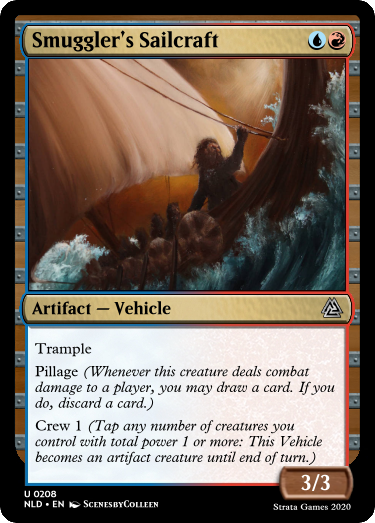 Smuggler's Sailcraft
Artifact — Vehicle
Trample
Pillage (Whenever this creature deals combat
damage to a player, you may draw a card. If you
do, discard a card.)
Crew 1 (Tap any number of creatures you
control with total power 1 or more: This Vehicle
becomes an artifact creature until end of turn.)
3/3
U 0208
NLD • EN ScenesbyColleen
Strata Games 2020